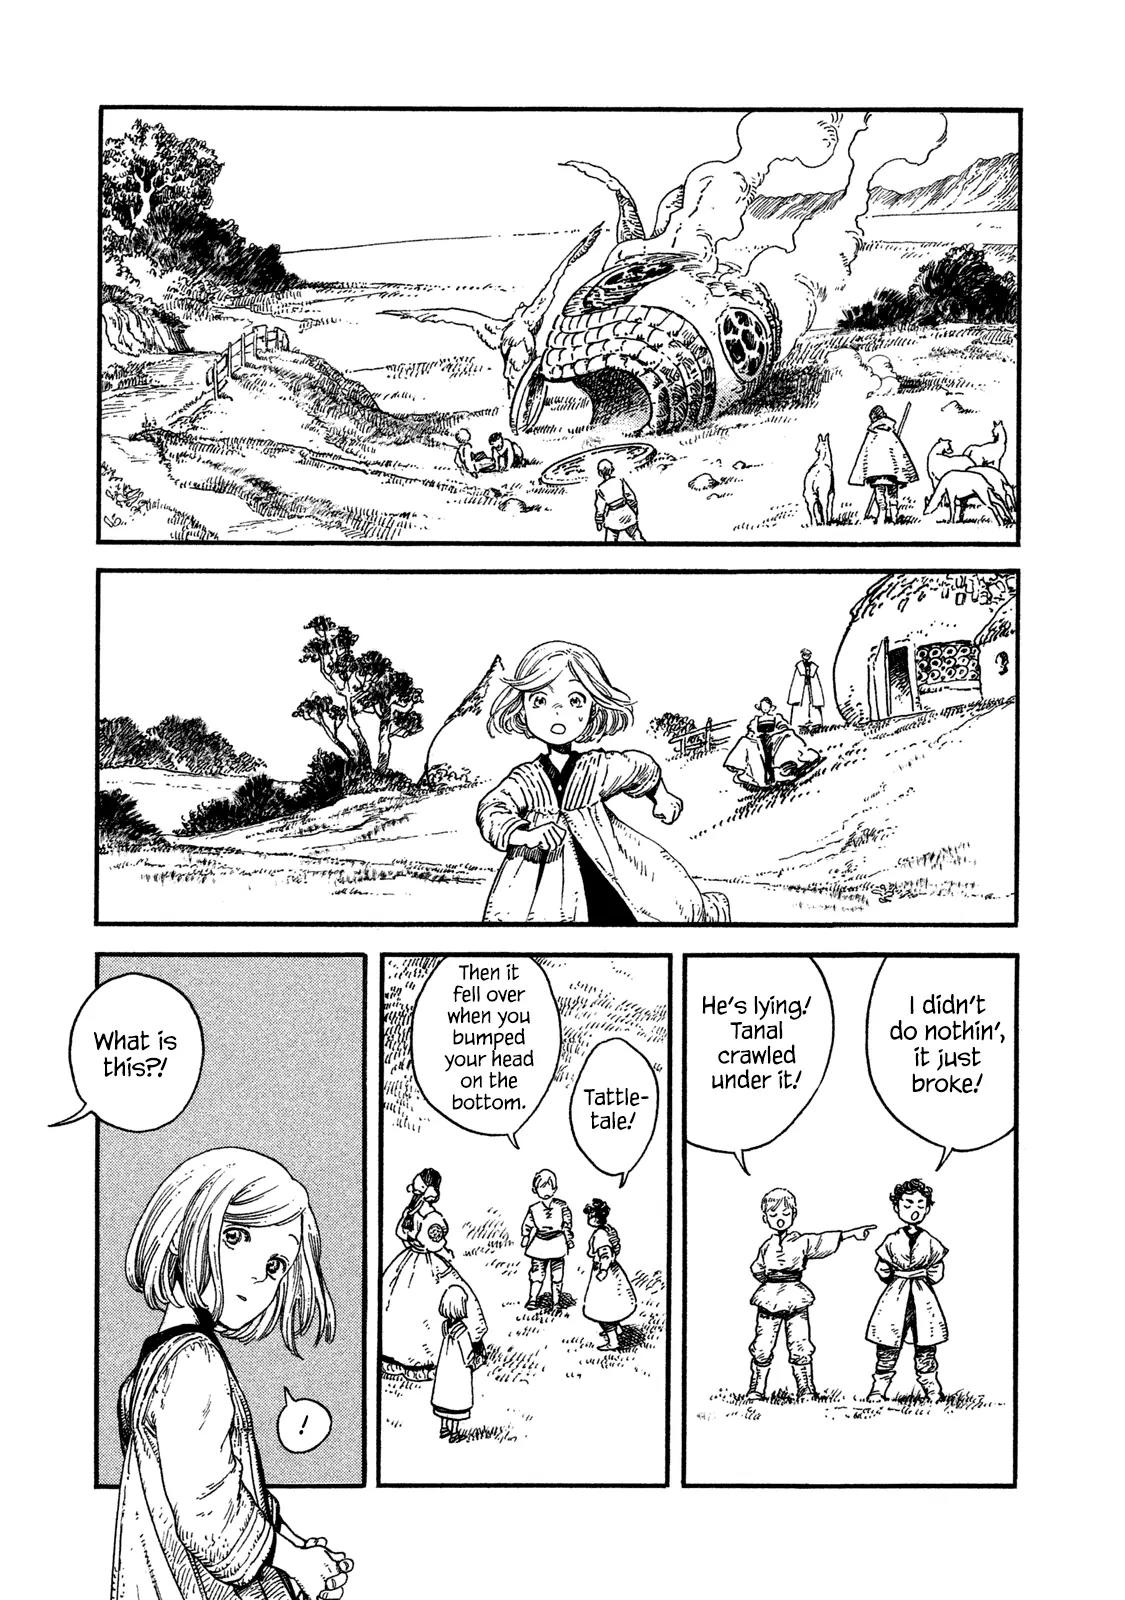 I didn't
do nothin',
it just
broke!
He's lying!
Tanal
crawled
under it!
Tattle-
tale!
Then it
fell over
when you
bumped
your head
on the
bottom.
What is
this?!
!